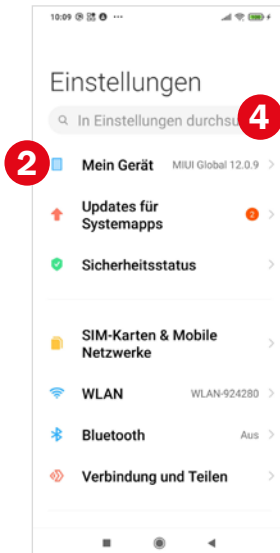 10:09
Einstellungen
In Einstellungen durchsu
4
2
Mein Gerät MIUI Global 12.0.9
Updates für
Systemapps
2
Sicherheitsstatus
SIM-Karten & Mobile
Netzwerke
WLAN WLAN-924280
Bluetooth Aus
Verbindung und Teilen